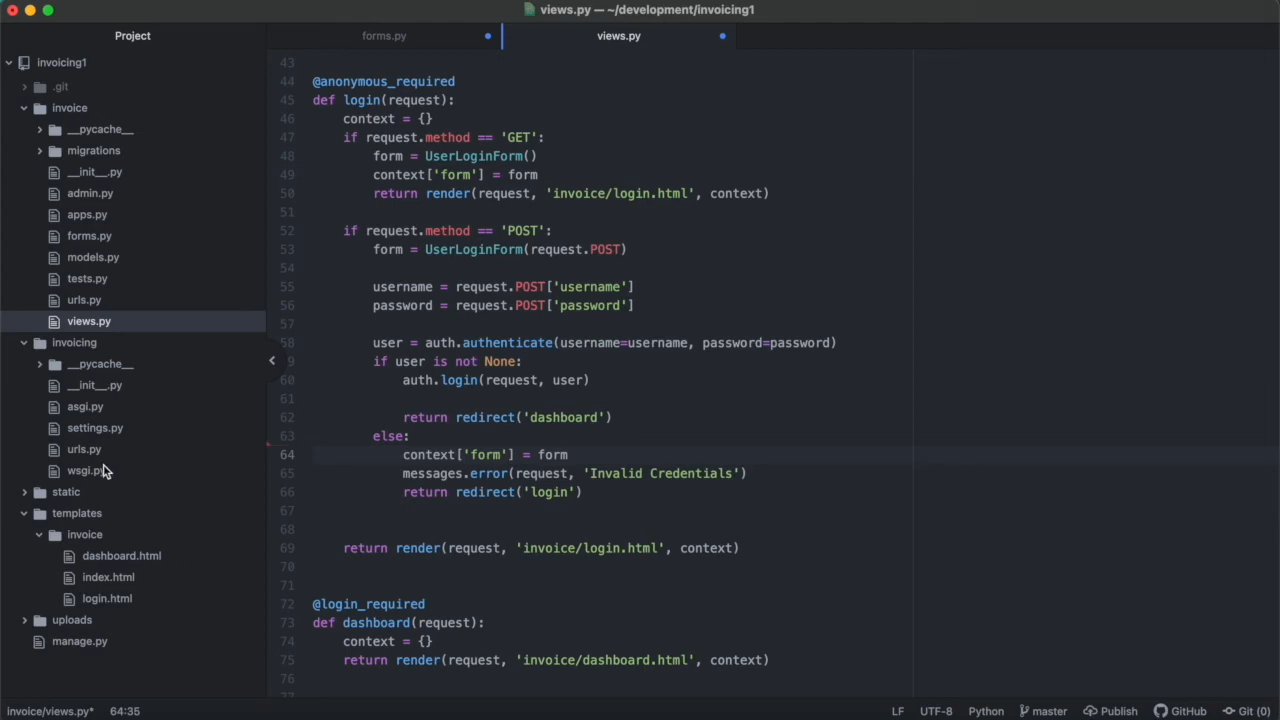 views.py — ~/development/invoicing1
Project
forms.py
views.py
invoicing1
.git
invoice
__pycache__
migrations
__init__.py
admin.py
apps.py
forms.py
models.py
tests.py
urls.py
views.py
invoicing
__pycache__
__init__.py
asgi.py
settings.py
urls.py
wsgi.py
static
templates
invoice
dashboard.html
index.html
login.html
uploads
manage.py
43
44 @anonymous_required
45 def login(request):
46 context = {}
47 if request.method == 'GET':
48 form = UserLoginForm()
49 context['form'] = form
50 return render(request, 'invoice/login.html', context)
51
52 if request.method == 'POST':
53 form = UserLoginForm(request.POST)
54
55 username = request.POST['username']
56 password = request.POST['password']
57
58 user = auth.authenticate(username=username, password=password)
9 if user is not None:
60 auth.login(request, user)
61
62 return redirect('dashboard')
63 else:
64 context['form'] = form
65 messages.error(request, 'Invalid Credentials')
66 return redirect('login')
67
68
69 return render(request, 'invoice/login.html', context)
70
71
72 @login_required
73 def dashboard(request):
74 context = {}
75 return render(request, 'invoice/dashboard.html', context)
76
77
invoice/views.py* 64:35
LF UTF-8 Python master Publish GitHub Git (0)